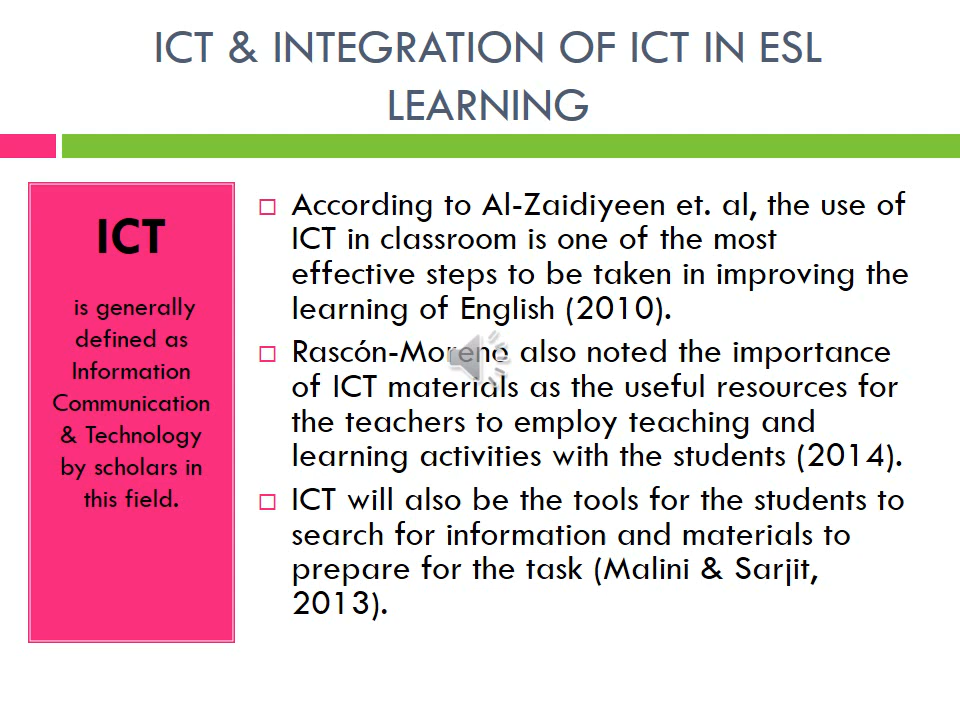 ICT & INTEGRATION OF ICT IN ESL
LEARNING
ICT
is generally
defined as
Information
Communication
& Technology
by scholars in
this field.
According to Al-Zaidiyeen et. al, the use of
ICT in classroom is one of the most
effective steps to be taken in improving the
learning of English (2010).
Rascón-Moreno also noted the importance
of ICT materials as the useful resources for
the teachers to employ teaching and
learning activities with the students (2014).
ICT will also be the tools for the students to
search for information and materials to
prepare for the task (Malini & Sarjit,
2013).